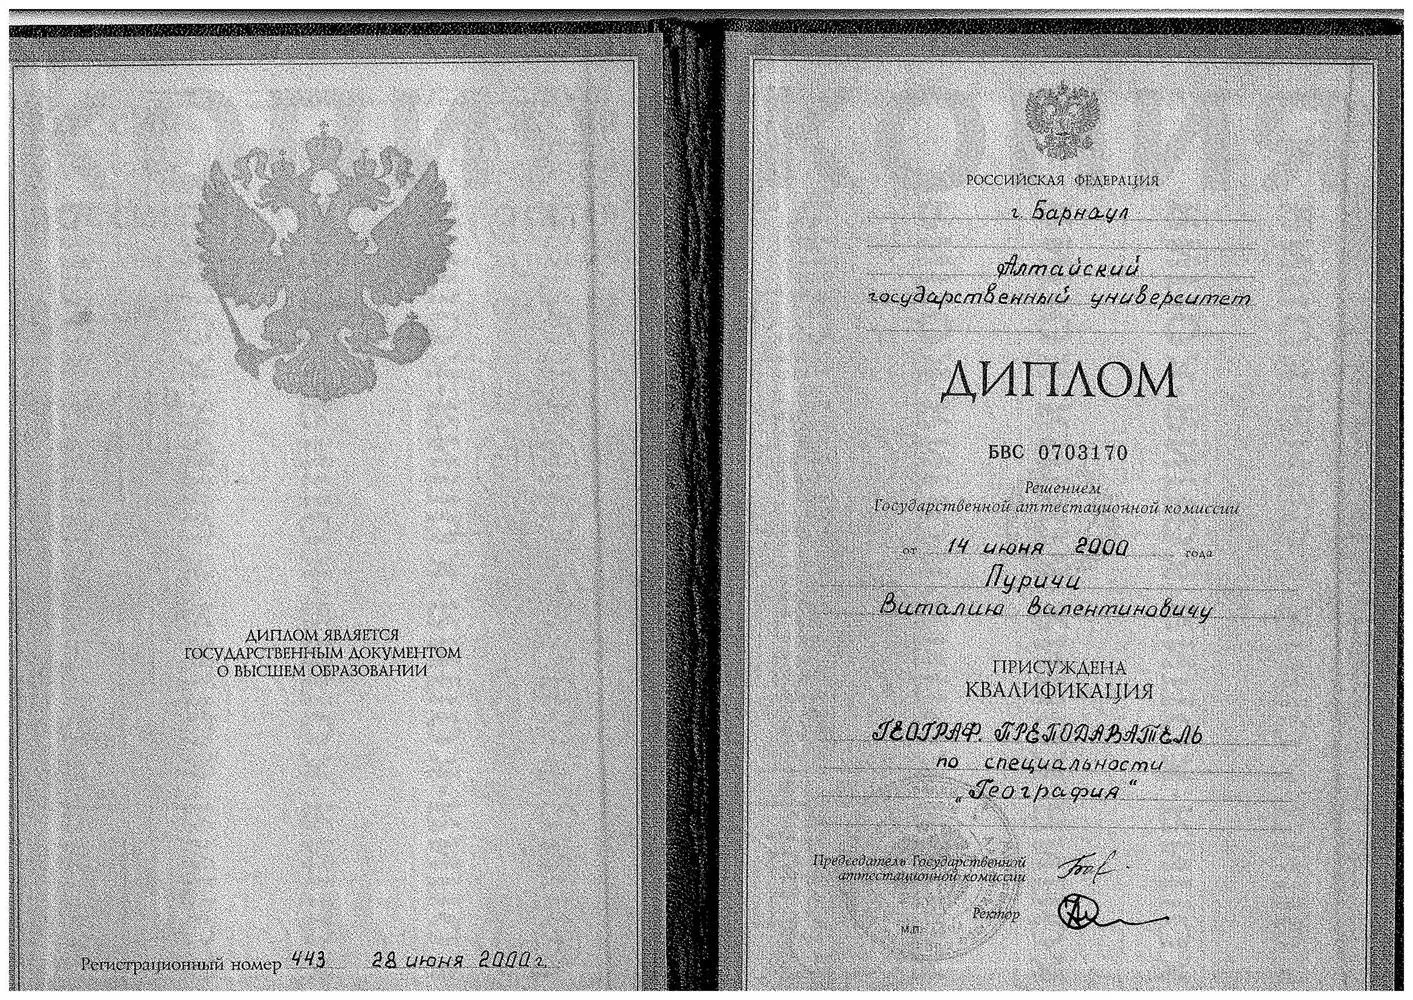 ДИПЛОМ ЯВЛЯЕТСЯ
ГОСУДАРСТВЕННЫМ ДОКУМЕНТОМ
О ВЫСШЕМ ОБРАЗОВАНИИ
Регистрационный номер 443 28 июня 2000 г.
РОССИЙСКАЯ ФЕДЕРАЦИЯ
г. Барнаул
Алтайский
государственный университет
ДИПЛОМ
БВС 0703170
Решением
Государственной аттестационной комиссии
от 14 июня 2000 года
Пуричи
Виталию Валентиновичу
ПРИСУЖДЕНА
КВАЛИФИКАЦИЯ
ГЕОГРАФ. ПРЕПОДАВАТЕЛЬ
по специальности
„География“
Председатель Государственной
аттестационной комиссии
Ректор
М.П.